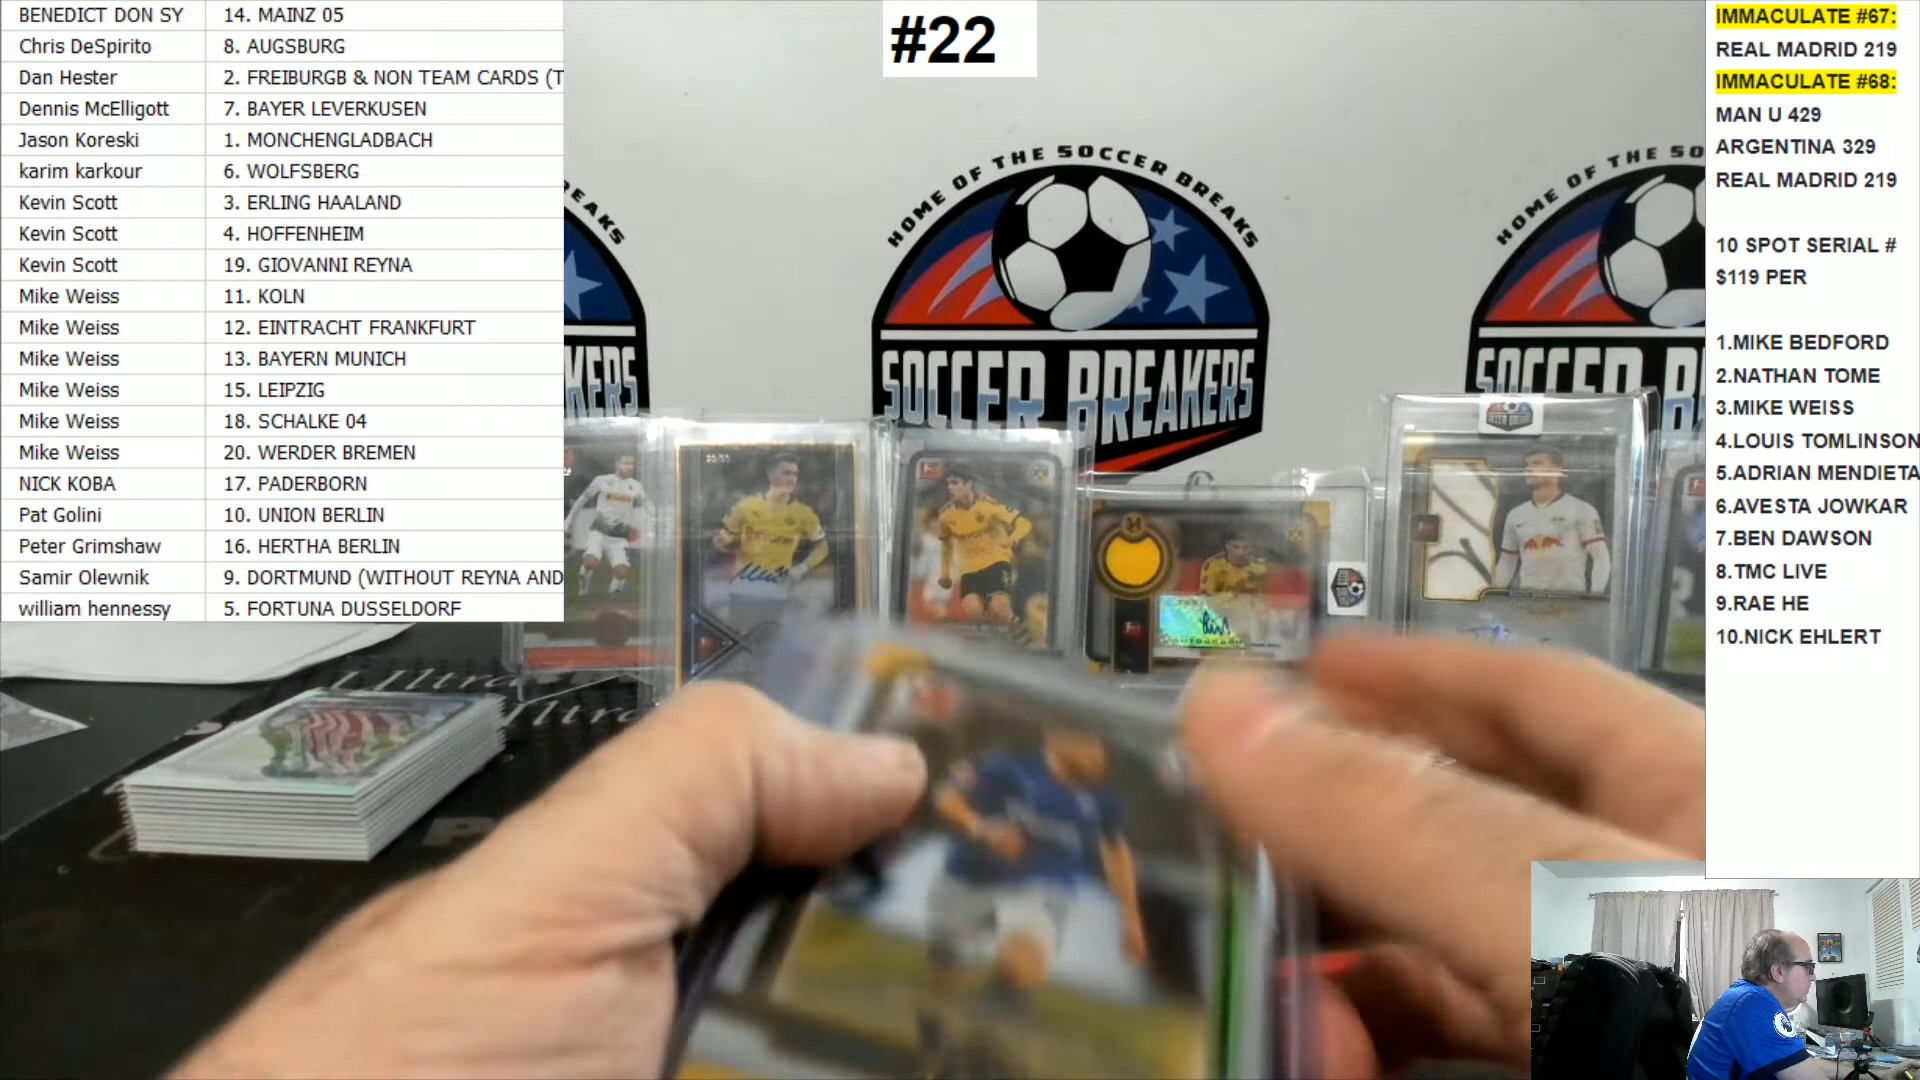 BENEDICT DON SY 14. MAINZ 05
Chris DeSpirito 8. AUGSBURG
Dan Hester 2. FREIBURGB & NON TEAM CARDS (T
Dennis McElligott 7. BAYER LEVERKUSEN
Jason Koreski 1. MONCHENGLADBACH
karim karkour 6. WOLFSBERG
Kevin Scott 3. ERLING HAALAND
Kevin Scott 4. HOFFENHEIM
Kevin Scott 19. GIOVANNI REYNA
Mike Weiss 11. KOLN
Mike Weiss 12. EINTRACHT FRANKFURT
Mike Weiss 13. BAYERN MUNICH
Mike Weiss 15. LEIPZIG
Mike Weiss 18. SCHALKE 04
Mike Weiss 20. WERDER BREMEN
NICK KOBA 17. PADERBORN
Pat Golini 10. UNION BERLIN
Peter Grimshaw 16. HERTHA BERLIN
Samir Olewnik 9. DORTMUND (WITHOUT REYNA AND
william hennessy 5. FORTUNA DUSSELDORF
#22
EAKS
KERS
HOME OF THE SOCCER BREAKS
SOCCER BREAKERS
HOME OF THE SO
SOCCER B
IMMACULATE #67:
REAL MADRID 219
IMMACULATE #68:
MAN U 429
ARGENTINA 329
REAL MADRID 219
10 SPOT SERIAL #
$119 PER
1.MIKE BEDFORD
2.NATHAN TOME
3.MIKE WEISS
4.LOUIS TOMLINSON
5.ADRIAN MENDIETA
6.AVESTA JOWKAR
7.BEN DAWSON
8.TMC LIVE
9.RAE HE
10.NICK EHLERT